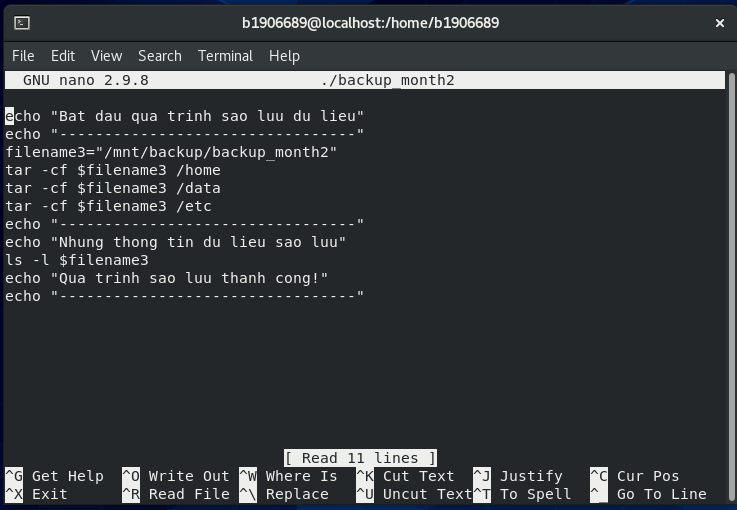 b1906689@localhost:/home/b1906689
File Edit View Search Terminal Help
GNU nano 2.9.8 ./backup_month2
echo "Bat dau qua trinh sao luu du lieu"
echo "---------------------------------"
filename3="/mnt/backup/backup_month2"
tar -cf $filename3 /home
tar -cf $filename3 /data
tar -cf $filename3 /etc
echo "---------------------------------"
echo "Nhung thong tin du lieu sao luu"
ls -l $filename3
echo "Qua trinh sao luu thanh cong!"
echo "---------------------------------"
[ Read 11 lines ]
^G Get Help ^O Write Out ^W Where Is ^K Cut Text ^J Justify ^C Cur Pos
^X Exit ^R Read File ^\ Replace ^U Uncut Text ^T To Spell ^_ Go To Line